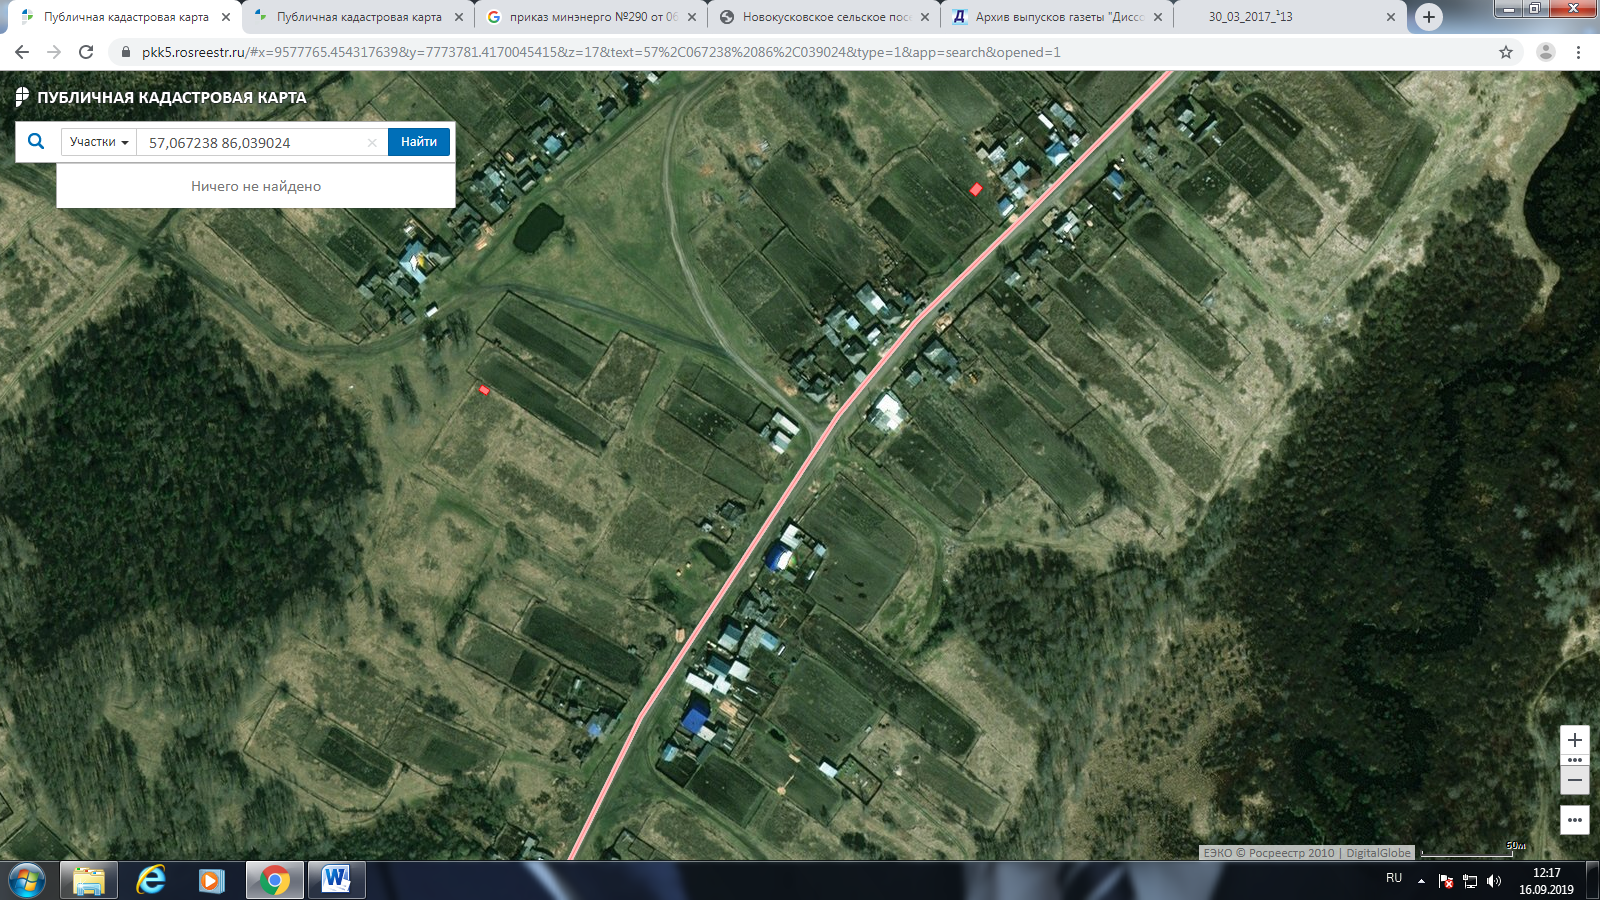 Публичная кадастровая карта
Публичная кадастровая карта
приказ минэнерго №290 от 06
Новокусковское сельское посе
Архив выпусков газеты "Диссо
30_03_2017_¹13
pkk5.rosreestr.ru/#x=9577765.454317639&y=7773781.4170045415&z=17&text=57%2C067238%2086%2C039024&type=1&app=search&opened=1
ПУБЛИЧНАЯ КАДАСТРОВАЯ КАРТА
Участки
57,067238 86,039024
Найти
Ничего не найдено
50м
ЕЭКО © Росреестр 2010 | DigitalGlobe
RU
12:17
16.09.2019